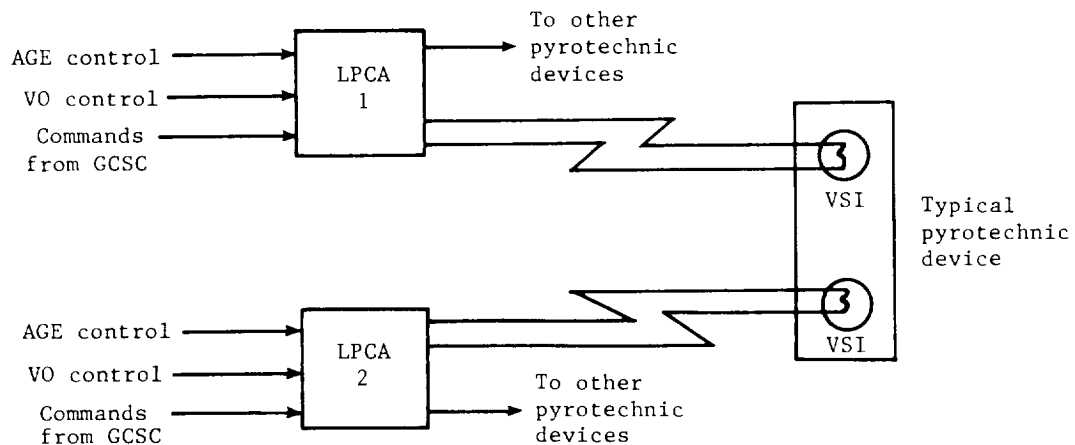 AGE control
VO control
Commands
from GCSC
LPCA
1
To other
pyrotechnic
devices
VSI
Typical
pyrotechnic
device
VSI
AGE control
VO control
Commands
from GCSC
LPCA
2
To other
pyrotechnic
devices